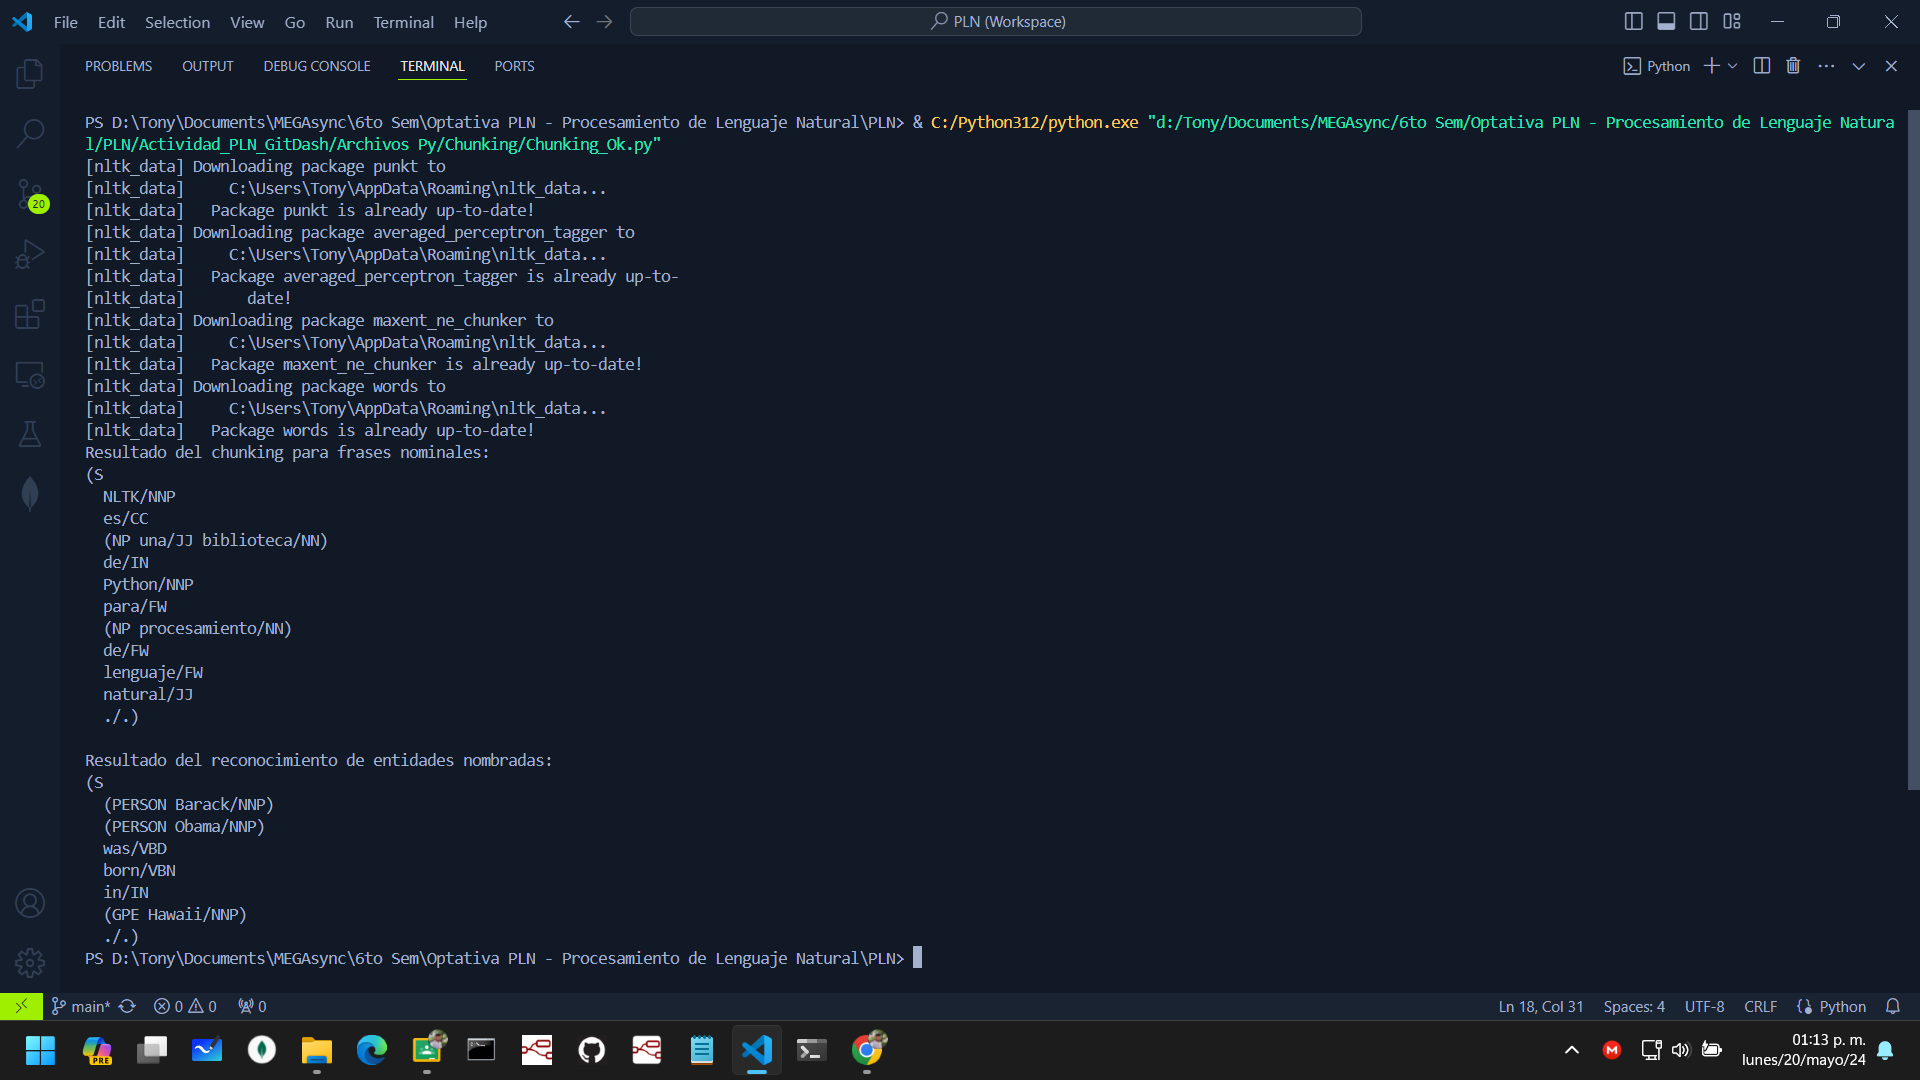 File Edit Selection View Go Run Terminal Help
PLN (Workspace)
PROBLEMS OUTPUT DEBUG CONSOLE TERMINAL PORTS
Python
PS D:\Tony\Documents\MEGAsync\6to Sem\Optativa PLN - Procesamiento de Lenguaje Natural\PLN> & C:/Python312/python.exe "d:/Tony/Documents/MEGAsync/6to Sem/Optativa PLN - Procesamiento de Lenguaje Natura
l/PLN/Actividad_PLN_GitDash/Archivos Py/Chunking/Chunking_Ok.py"
[nltk_data] Downloading package punkt to
[nltk_data]     C:\Users\Tony\AppData\Roaming\nltk_data...
[nltk_data]   Package punkt is already up-to-date!
[nltk_data] Downloading package averaged_perceptron_tagger to
[nltk_data]     C:\Users\Tony\AppData\Roaming\nltk_data...
[nltk_data]   Package averaged_perceptron_tagger is already up-to-
[nltk_data]       date!
[nltk_data] Downloading package maxent_ne_chunker to
[nltk_data]     C:\Users\Tony\AppData\Roaming\nltk_data...
[nltk_data]   Package maxent_ne_chunker is already up-to-date!
[nltk_data] Downloading package words to
[nltk_data]     C:\Users\Tony\AppData\Roaming\nltk_data...
[nltk_data]   Package words is already up-to-date!
Resultado del chunking para frases nominales:
(S
  NLTK/NNP
  es/CC
  (NP una/JJ biblioteca/NN)
  de/IN
  Python/NNP
  para/FW
  (NP procesamiento/NN)
  de/FW
  lenguaje/FW
  natural/JJ
  ./.)
Resultado del reconocimiento de entidades nombradas:
(S
  (PERSON Barack/NNP)
  (PERSON Obama/NNP)
  was/VBD
  born/VBN
  in/IN
  (GPE Hawaii/NNP)
  ./.)
PS D:\Tony\Documents\MEGAsync\6to Sem\Optativa PLN - Procesamiento de Lenguaje Natural\PLN>
20
main* 0 0 0 Ln 18, Col 31 Spaces: 4 UTF-8 CRLF Python
PRE
M
01:13 p. m.
lunes/20/mayo/24